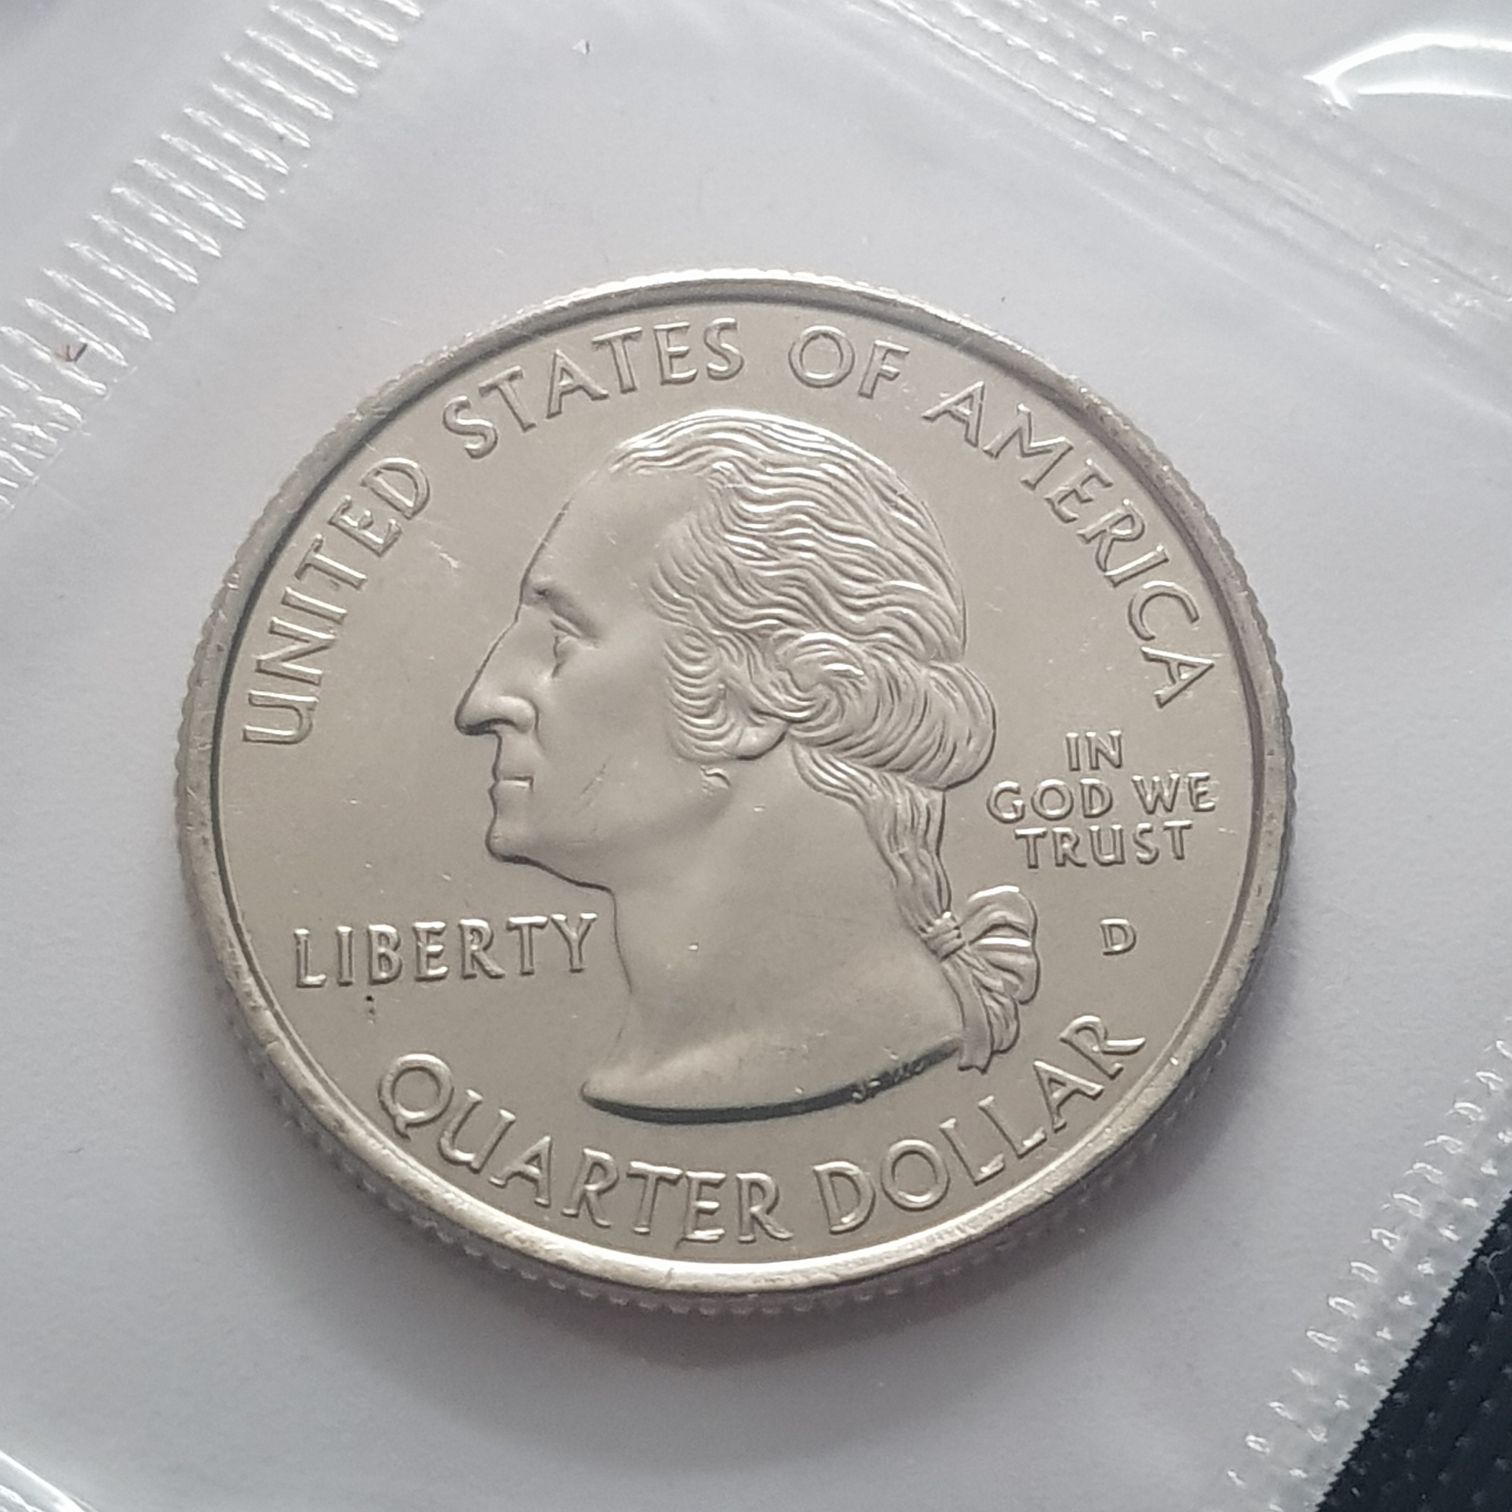 UNITED STATES OF AMERICA
IN
GOD WE
TRUST
LIBERTY
D
QUARTER DOLLAR